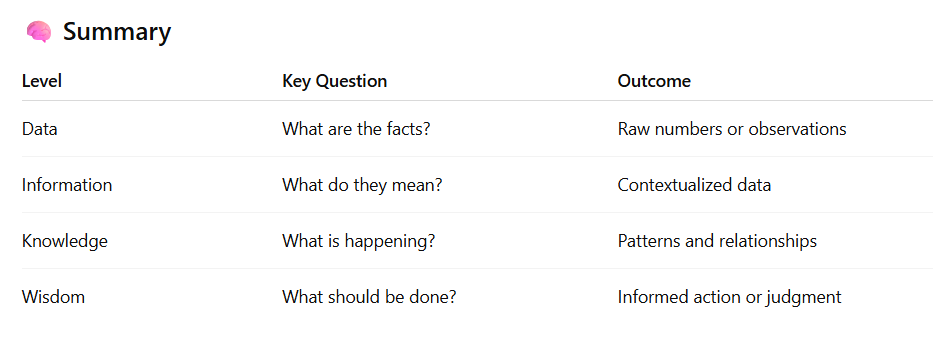 Summary
Level Key Question Outcome
Data What are the facts? Raw numbers or observations
Information What do they mean? Contextualized data
Knowledge What is happening? Patterns and relationships
Wisdom What should be done? Informed action or judgment